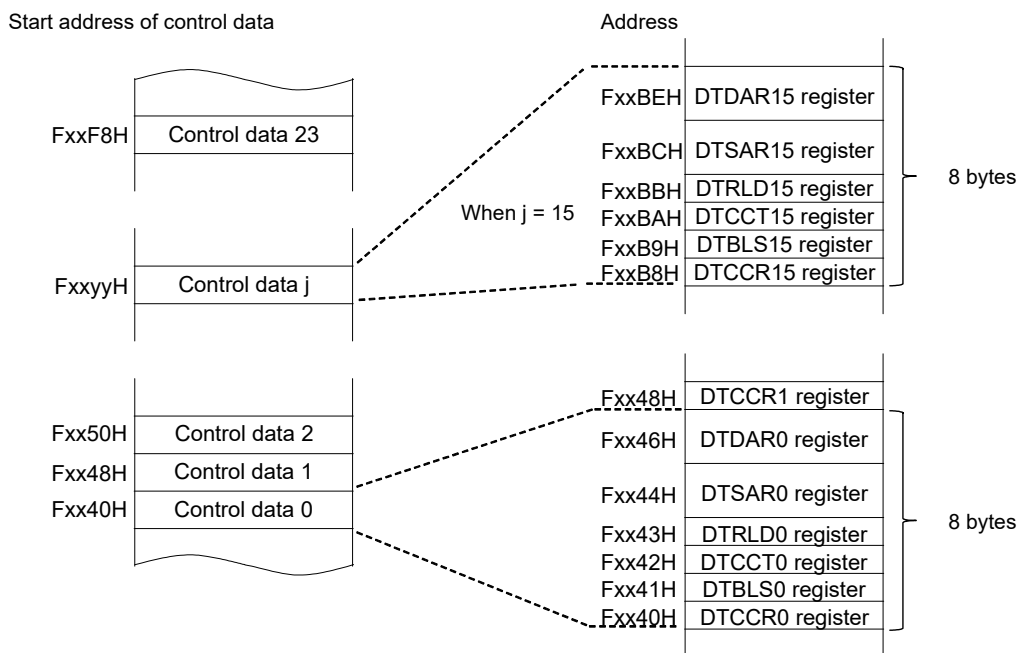 Start address of control data
FxxF8H Control data 23
FxxyyH Control data j
Fxx50H Control data 2
Fxx48H Control data 1
Fxx40H Control data 0
When j = 15
Address
FxxBEH DTDAR15 register
FxxBCH DTSAR15 register
FxxBBH DTRLD15 register
FxxBAH DTCCT15 register
FxxB9H DTBLS15 register
FxxB8H DTCCR15 register
8 bytes
Fxx48H DTCCR1 register
Fxx46H DTDAR0 register
Fxx44H DTSAR0 register
Fxx43H DTRLD0 register
Fxx42H DTCCT0 register
Fxx41H DTBLS0 register
Fxx40H DTCCR0 register
8 bytes